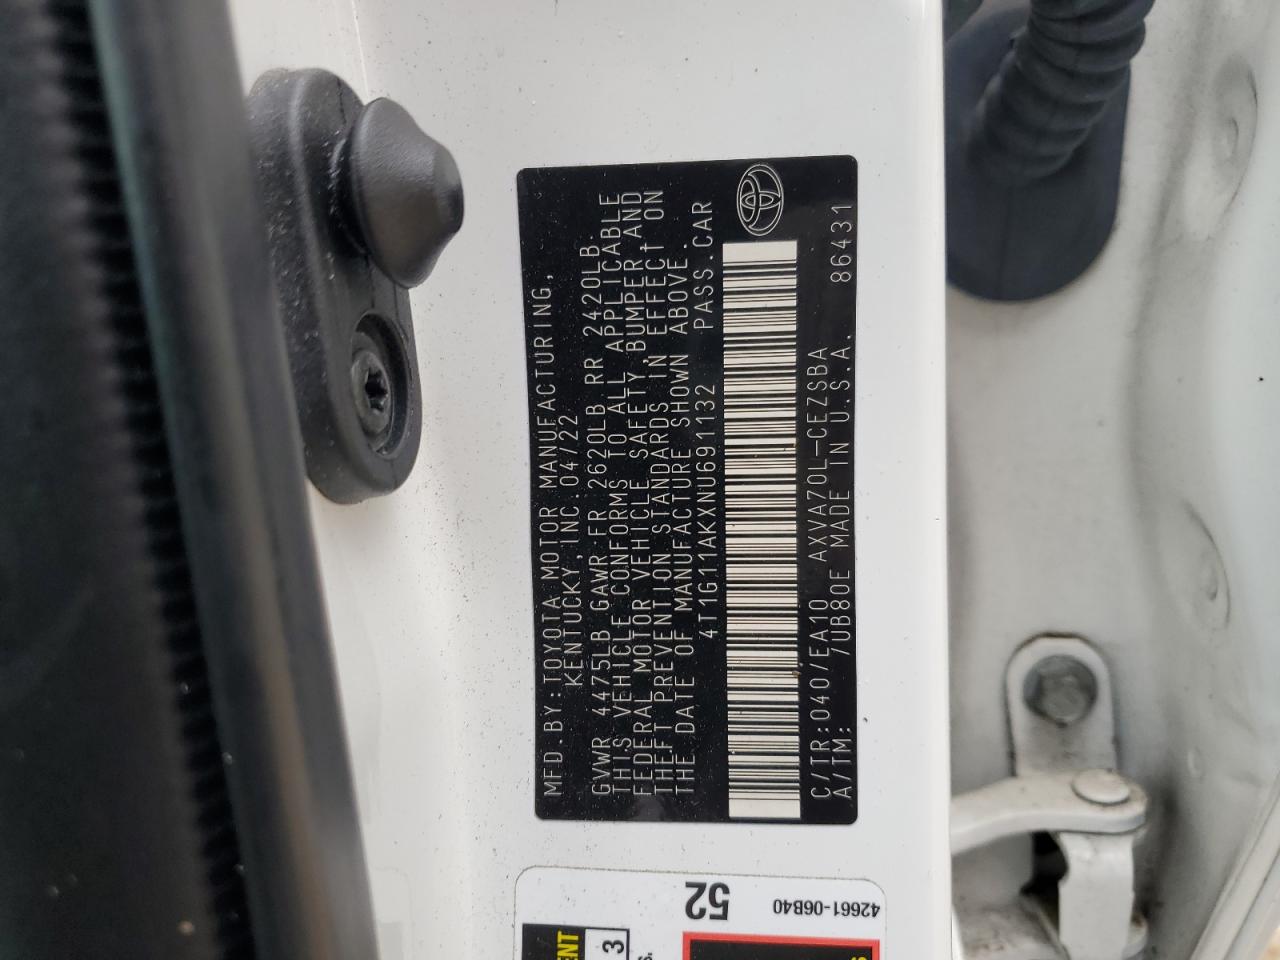 MFD.BY:TOYOTA MOTOR MANUFACTURING,
KENTUCKY, INC. 04/22
GVWR 4475LB GAWR FR 2620LB RR 2420LB.
THIS VEHICLE CONFORMS TO ALL APPLICABLE
FEDERAL MOTOR VEHICLE SAFETY, BUMPER, AND
THEFT PREVENTION STANDARDS IN EFFECT ON
THE DATE OF MANUFACTURE SHOWN ABOVE.
4T1G11AKXNU691132 PASS.CAR
C/TR:040/EA10 AXVA70L-CEZSBA
A/TM: /UB80E MADE IN U.S.A. 86431
52
42661-06B40
3